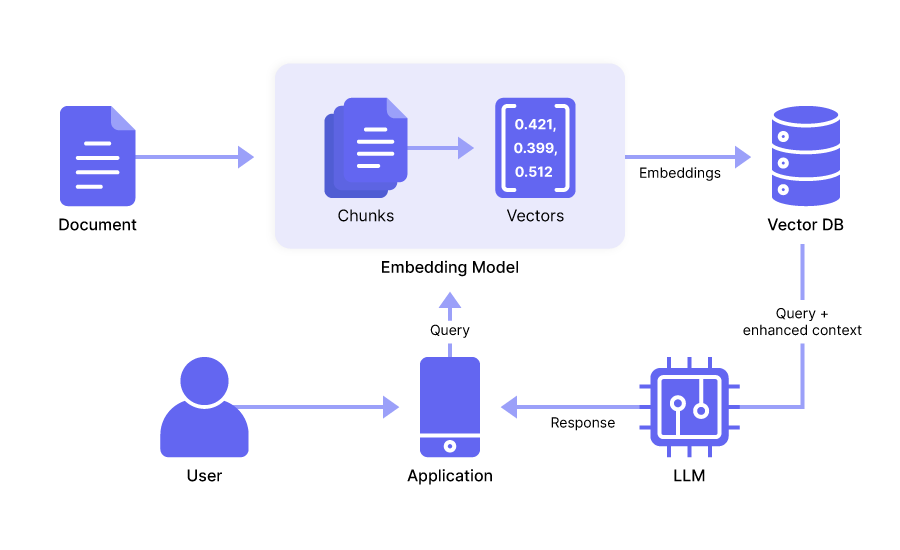 0.421,
0.399,
0.512
Chunks
Vectors
Embeddings
Document
Vector DB
Embedding Model
Query
Query +
enhanced context
Response
User
Application
LLM